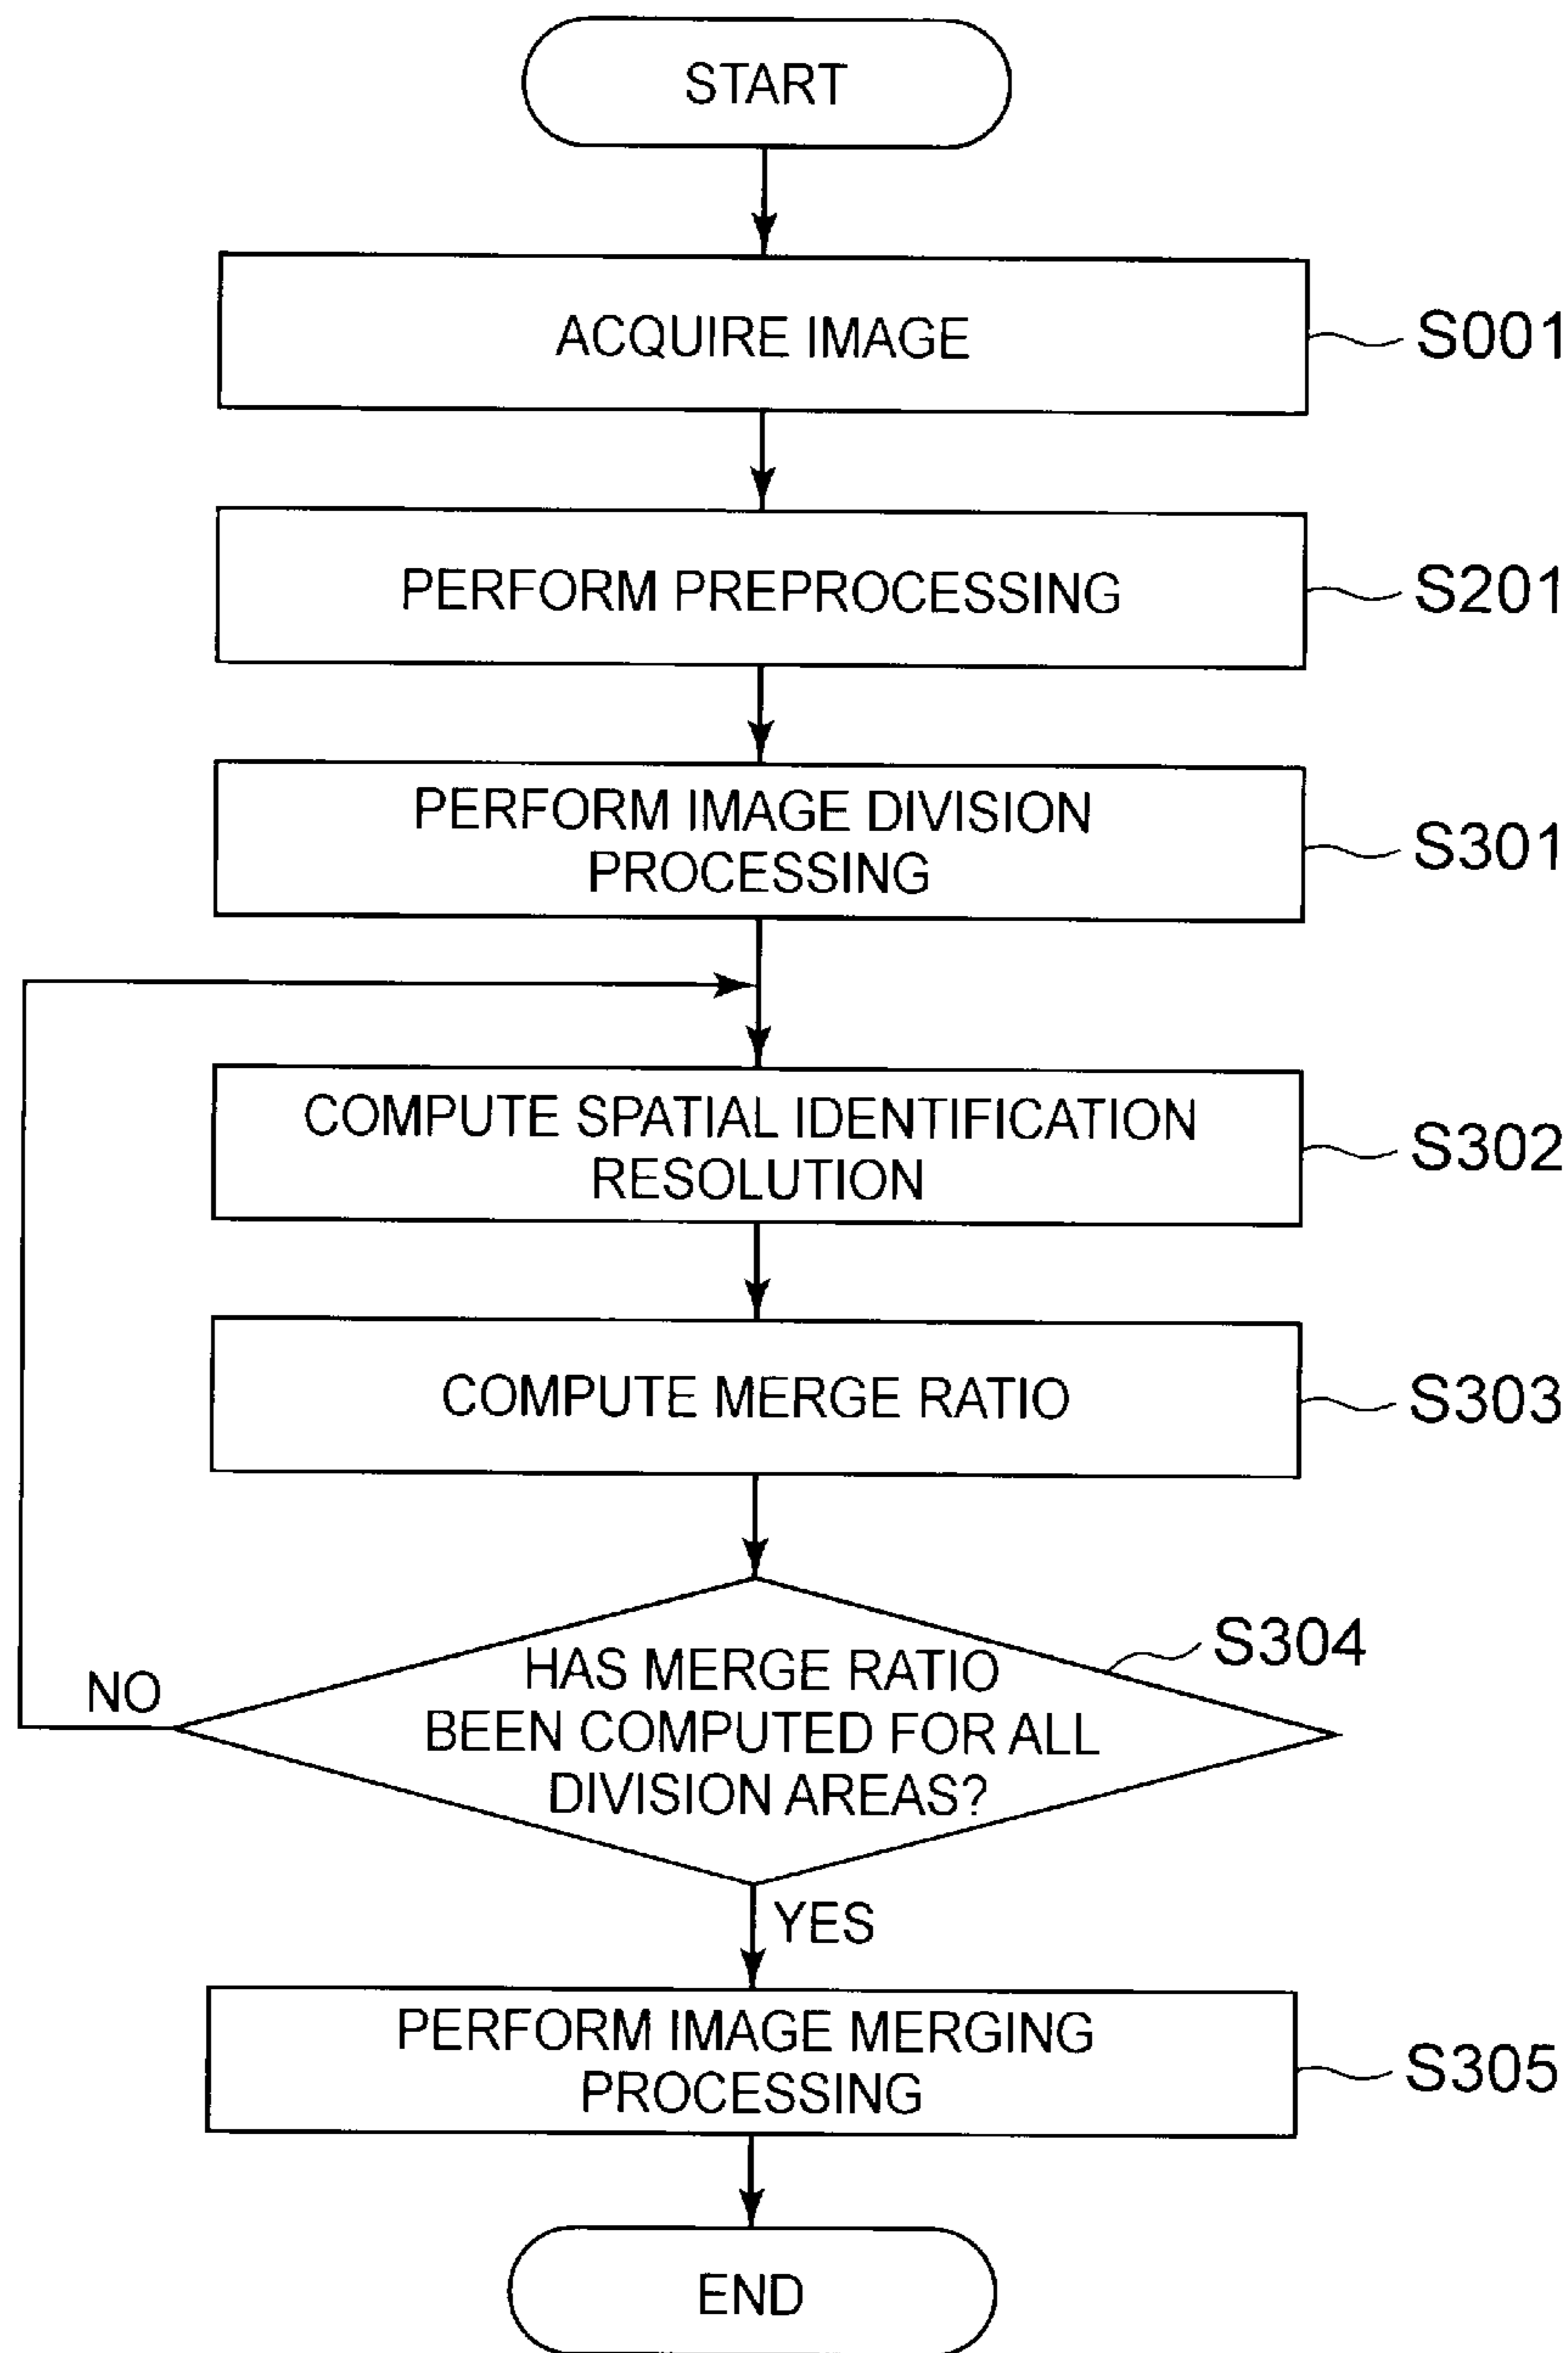 START
ACQUIRE IMAGE
S001
PERFORM PREPROCESSING
S201
PERFORM IMAGE DIVISION
PROCESSING
S301
COMPUTE SPATIAL IDENTIFICATION
RESOLUTION
S302
COMPUTE MERGE RATIO
S303
HAS MERGE RATIO
BEEN COMPUTED FOR ALL
DIVISION AREAS?
S304
NO
YES
PERFORM IMAGE MERGING
PROCESSING
S305
END